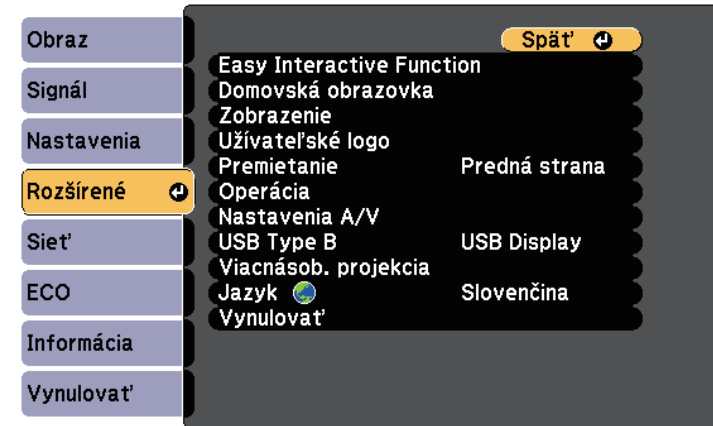 Obraz
Signál
Nastavenia
Rozšírené
Sieť
ECO
Informácia
Vynulovať
Späť
Easy Interactive Function
Domovská obrazovka
Zobrazenie
Užívateľské logo
Premietanie Predná strana
Operácia
Nastavenia A/V
USB Type B USB Display
Viacnásob. projekcia
Jazyk Slovenčina
Vynulovať